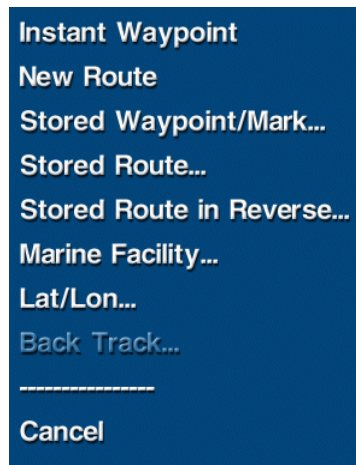 Instant Waypoint
New Route
Stored Waypoint/Mark...
Stored Route...
Stored Route in Reverse...
Marine Facility...
Lat/Lon...
Back Track...
----------------
Cancel